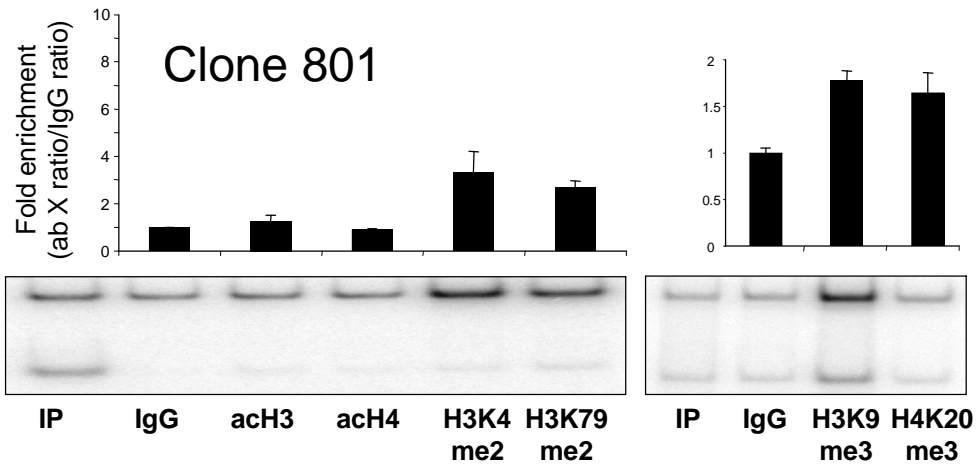 Fold enrichment
(ab X ratio/IgG ratio)
10
8
6
4
2
0
Clone 801
2
1.5
1
0.5
0
IP IgG acH3 acH4 H3K4 H3K79
me2 me2
IP IgG H3K9 H4K20
me3 me3